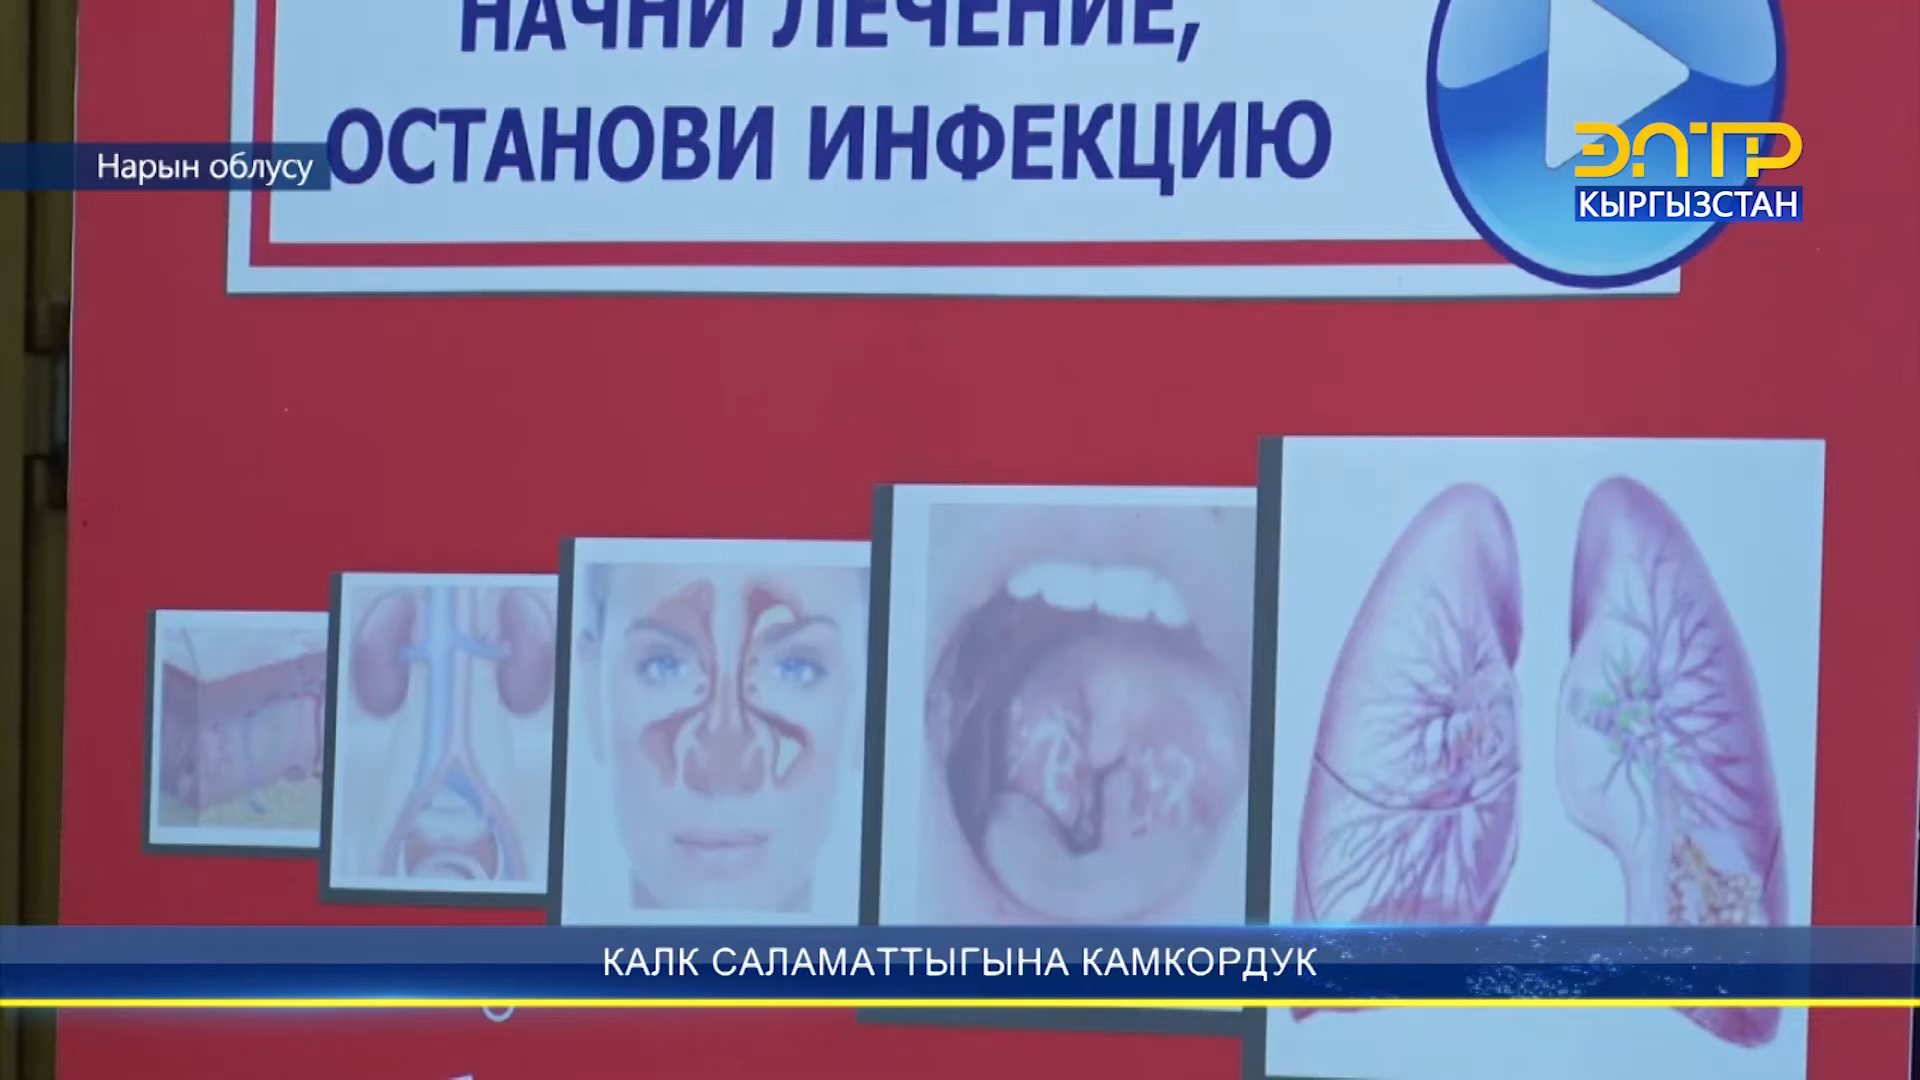 НАЧНИ ЛЕЧЕНИЕ,
ОСТАНОВИ ИНФЕКЦИЮ
Нарын облусу
ЭЛТР
КЫРГЫЗСТАН
КАЛК САЛАМАТТЫГЫНА КАМКОРДУК